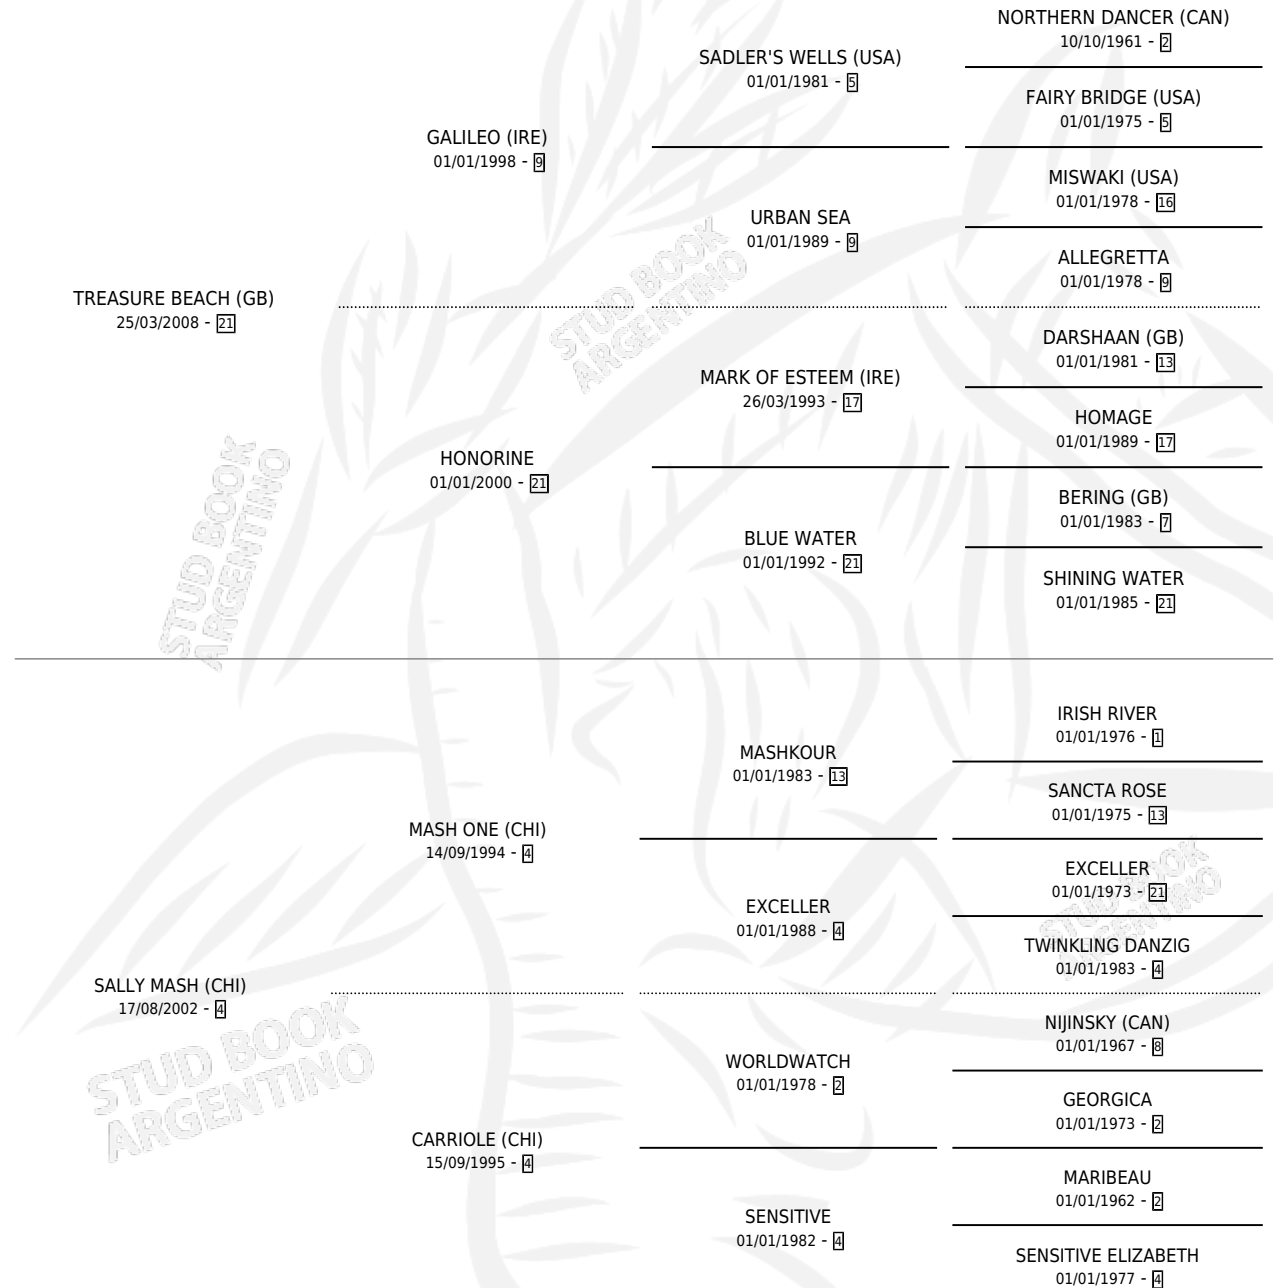 NORTHERN DANCER (CAN)
10/10/1961 - 2
SADLER'S WELLS (USA)
01/01/1981 - 5
FAIRY BRIDGE (USA)
01/01/1975 - 5
GALILEO (IRE)
01/01/1998 - 9
MISWAKI (USA)
01/01/1978 - 16
URBAN SEA
01/01/1989 - 9
ALLEGRETTA
01/01/1978 - 9
TREASURE BEACH (GB)
25/03/2008 - 21
STUD BOOK
ARGENTINO
DARSHAAN (GB)
01/01/1981 - 13
MARK OF ESTEEM (IRE)
26/03/1993 - 17
HOMAGE
01/01/1989 - 17
HONORINE
01/01/2000 - 21
BERING (GB)
01/01/1983 - 7
BLUE WATER
01/01/1992 - 21
SHINING WATER
01/01/1985 - 21
STUD BOOK
ARGENTINO
IRISH RIVER
01/01/1976 - 1
MASHKOUR
01/01/1983 - 13
SANCTA ROSE
01/01/1975 - 13
MASH ONE (CHI)
14/09/1994 - 4
EXCELLER
01/01/1973 - 21
EXCELLER
01/01/1988 - 4
STUD BOOK
ARGENTINO
TWINKLING DANZIG
01/01/1983 - 4
SALLY MASH (CHI)
17/08/2002 - 4
STUD BOOK
ARGENTINO
NIJINSKY (CAN)
01/01/1967 - 8
WORLDWATCH
01/01/1978 - 2
GEORGICA
01/01/1973 - 2
CARRIOLE (CHI)
15/09/1995 - 4
MARIBEAU
01/01/1962 - 2
SENSITIVE
01/01/1982 - 4
SENSITIVE ELIZABETH
01/01/1977 - 4